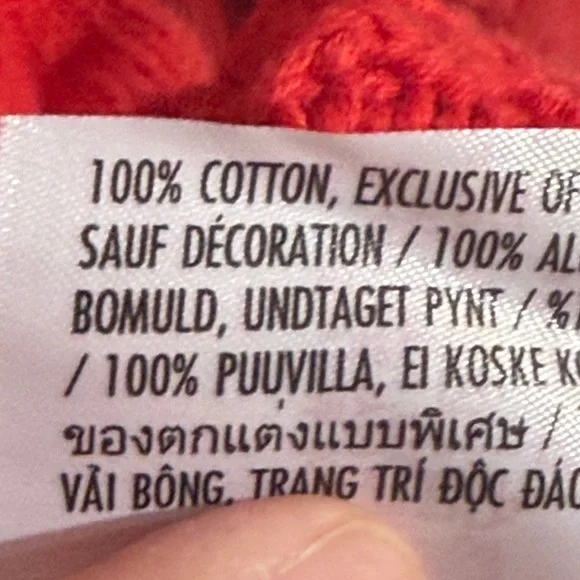 100% COTTON, EXCLUSIVE OF
SAUF DÉCORATION / 100% AL
BOMULD, UNDTAGET PYNT / %1
/ 100% PUUVILLA, EI KOSKE K
ของตกแต่งแบบพิเศษ /
VẢI BÔNG, TRANG TRÍ ĐỘC ĐÁO